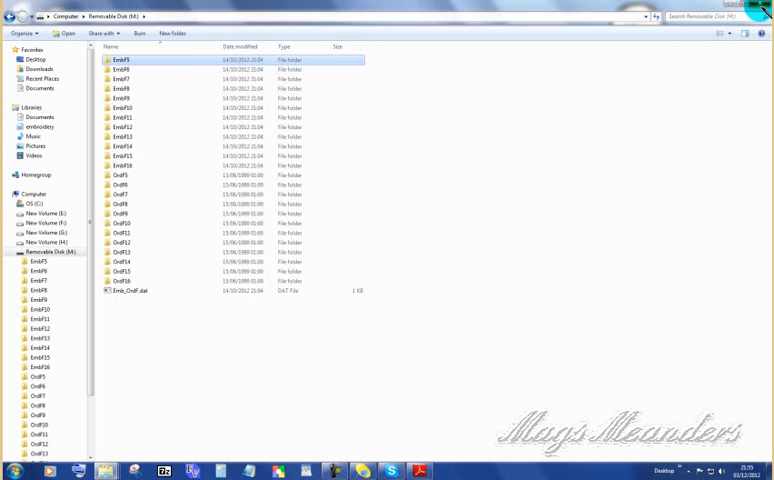 Computer ▸ Removable Disk (M:) ▸
Search Removable Disk (M:)
Organize Open Share with Burn New folder
Name Date modified Type Size
Favorites
Desktop
Downloads
Recent Places
Documents
Libraries
Documents
embroidery
Music
Pictures
Videos
Homegroup
Computer
OS (C:)
New Volume (E:)
New Volume (F:)
New Volume (G:)
New Volume (H:)
Removable Disk (M:)
EmbF5
EmbF6
EmbF7
EmbF8
EmbF9
EmbF10
EmbF11
EmbF12
EmbF13
EmbF14
EmbF15
EmbF16
OrdF5
OrdF6
OrdF7
OrdF8
OrdF9
OrdF10
OrdF11
OrdF12
OrdF13
EmbF5 14/10/2012 21:04 File folder
EmbF6 14/10/2012 21:04 File folder
EmbF7 14/10/2012 21:04 File folder
EmbF8 14/10/2012 21:04 File folder
EmbF9 14/10/2012 21:04 File folder
EmbF10 14/10/2012 21:04 File folder
EmbF11 14/10/2012 21:04 File folder
EmbF12 14/10/2012 21:04 File folder
EmbF13 14/10/2012 21:04 File folder
EmbF14 14/10/2012 21:04 File folder
EmbF15 14/10/2012 21:04 File folder
EmbF16 14/10/2012 21:04 File folder
OrdF5 15/06/1999 01:00 File folder
OrdF6 15/06/1999 01:00 File folder
OrdF7 15/06/1999 01:00 File folder
OrdF8 15/06/1999 01:00 File folder
OrdF9 15/06/1999 01:00 File folder
OrdF10 15/06/1999 01:00 File folder
OrdF11 15/06/1999 01:00 File folder
OrdF12 15/06/1999 01:00 File folder
OrdF13 15/06/1999 01:00 File folder
OrdF14 15/06/1999 01:00 File folder
OrdF15 15/06/1999 01:00 File folder
OrdF16 15/06/1999 01:00 File folder
Emb_OrdF.dat 14/10/2012 21:04 DAT File 1 KB
Mags Meanders
Desktop
21:55
03/12/2012